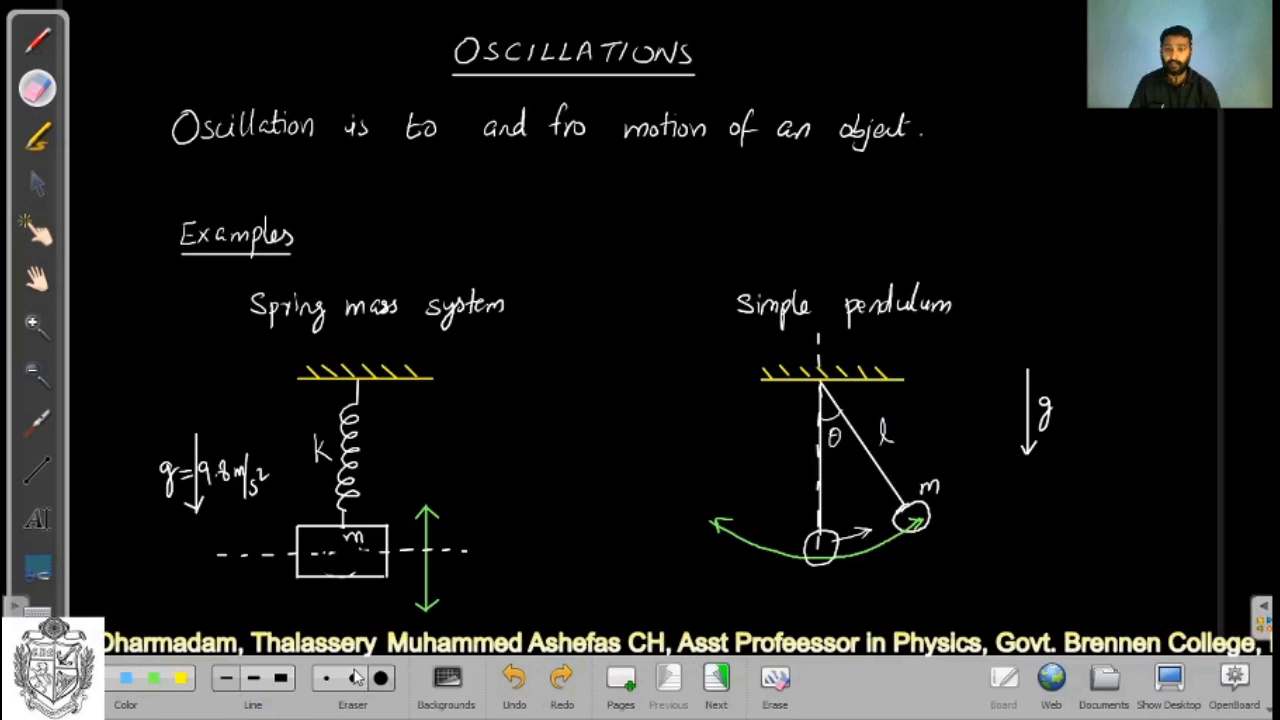 OSCILLATIONS
Oscillation is to and fro motion of an object.
Examples
Spring mass system
Simple pendulum
k
g = 9.8 m/s2
m
θ
l
m
g
Dharmadam, Thalassery Muhammed Ashefas CH, Asst Profeessor in Physics, Govt. Brennen College,
Color Line Eraser Backgrounds Undo Redo Pages Previous Next Erase Board Web Documents Show Desktop OpenBoard